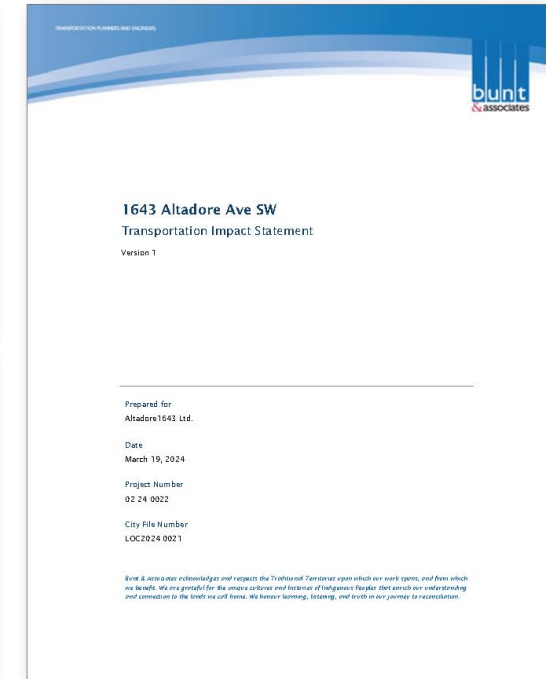 TRANSPORTATION PLANNERS AND ENGINEERS
bunt
& associates
1643 Altadore Ave SW
Transportation Impact Statement
Version 1
Prepared for
Altadore1643 Ltd.
Date
March 19, 2024
Project Number
02 24 0022
City File Number
LOC2024 0021
Bunt & Associates acknowledges and respects the Traditional Territories upon which our work spans, and from which
we benefit. We are grateful for the unique cultures and histories of Indigenous Peoples that enrich our understanding
and connection to the lands we call home. We honour learning, listening, and truth in our journey to reconciliation.